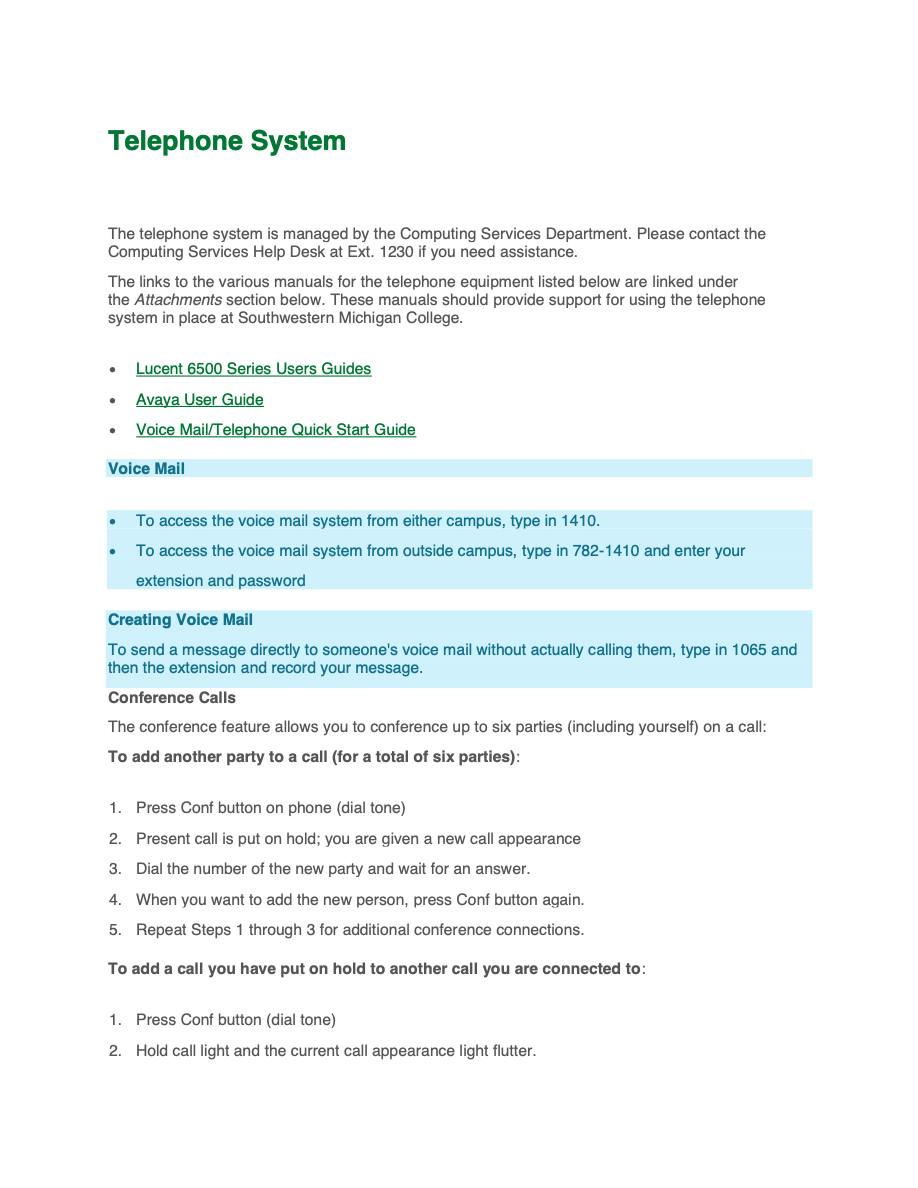 Telephone System
The telephone system is managed by the Computing Services Department. Please contact the
Computing Services Help Desk at Ext. 1230 if you need assistance.
The links to the various manuals for the telephone equipment listed below are linked under
the Attachments section below. These manuals should provide support for using the telephone
system in place at Southwestern Michigan College.
• Lucent 6500 Series Users Guides
• Avaya User Guide
• Voice Mail/Telephone Quick Start Guide
Voice Mail
• To access the voice mail system from either campus, type in 1410.
• To access the voice mail system from outside campus, type in 782-1410 and enter your
extension and password
Creating Voice Mail
To send a message directly to someone's voice mail without actually calling them, type in 1065 and
then the extension and record your message.
Conference Calls
The conference feature allows you to conference up to six parties (including yourself) on a call:
To add another party to a call (for a total of six parties):
1. Press Conf button on phone (dial tone)
2. Present call is put on hold; you are given a new call appearance
3. Dial the number of the new party and wait for an answer.
4. When you want to add the new person, press Conf button again.
5. Repeat Steps 1 through 3 for additional conference connections.
To add a call you have put on hold to another call you are connected to:
1. Press Conf button (dial tone)
2. Hold call light and the current call appearance light flutter.